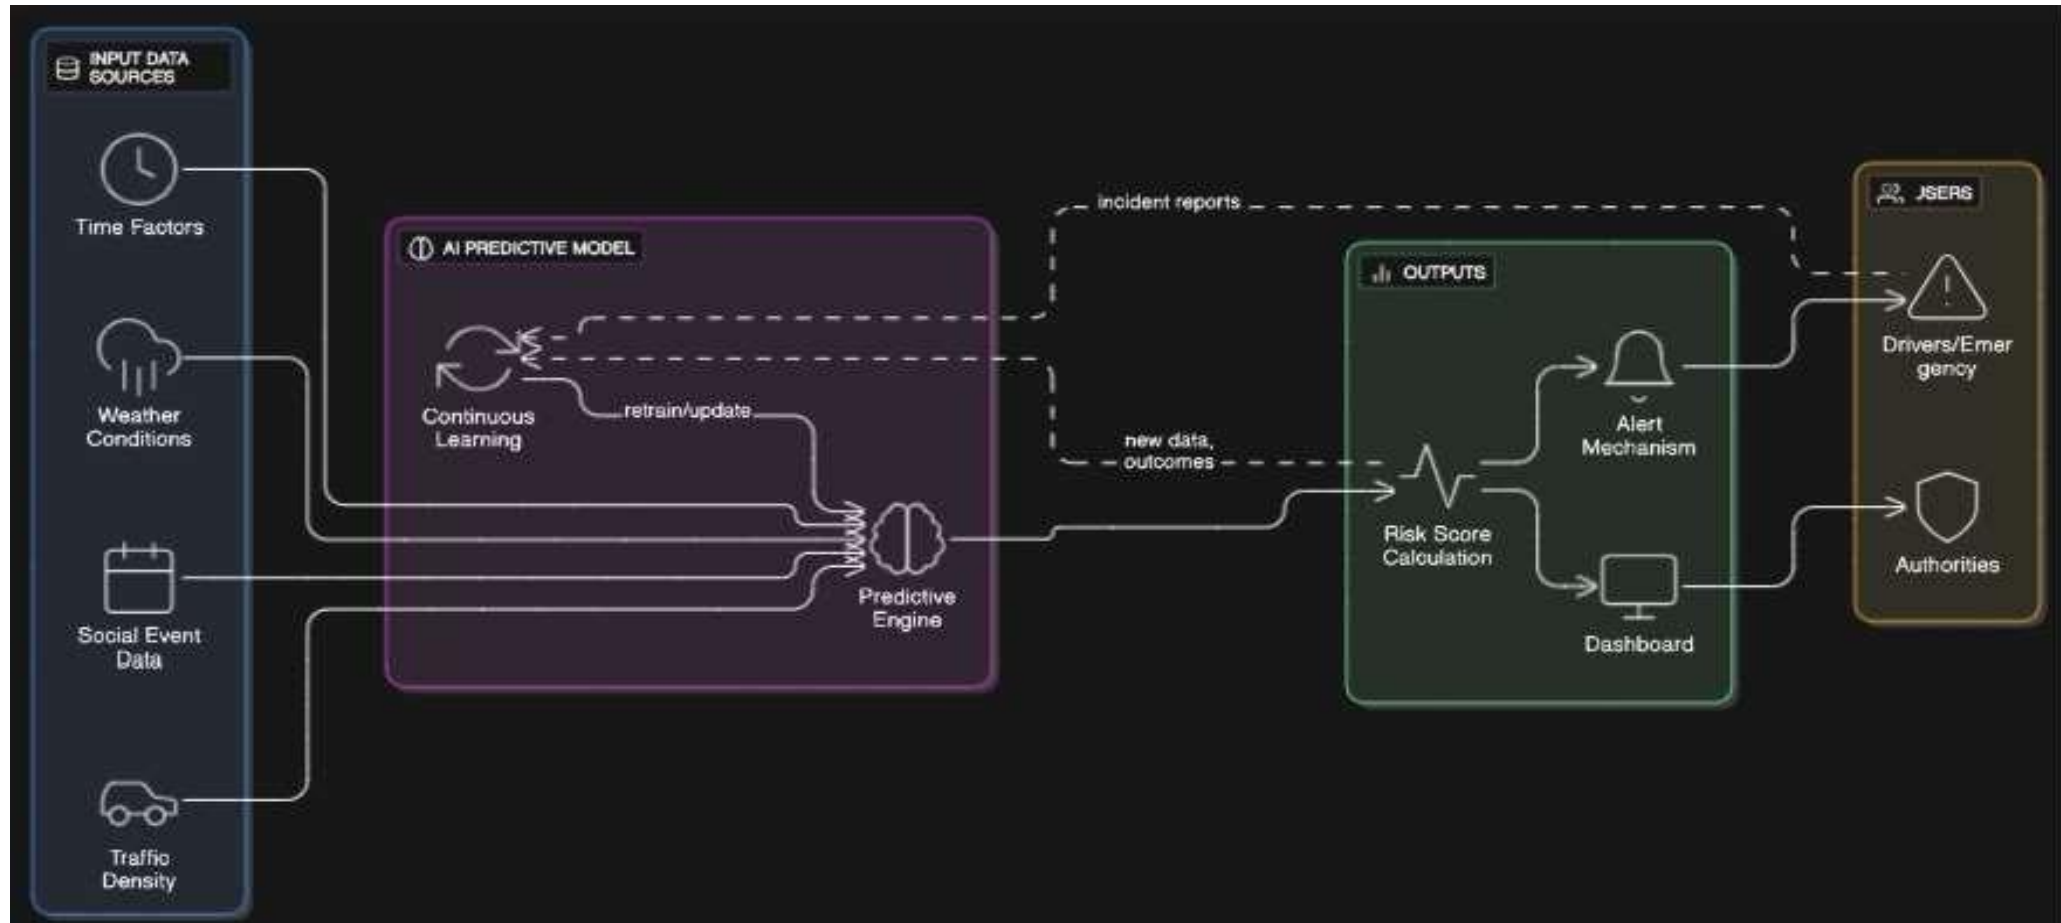 INPUT DATA
SOURCES
Time Factors
Weather
Conditions
Social Event
Data
Traffic
Density
AI PREDICTIVE MODEL
Continuous
Learning
retrain/update
Predictive
Engine
incident reports
new data,
outcomes
OUTPUTS
Risk Score
Calculation
Alert
Mechanism
Dashboard
JSERS
Drivers/Emer
gency
Authorities